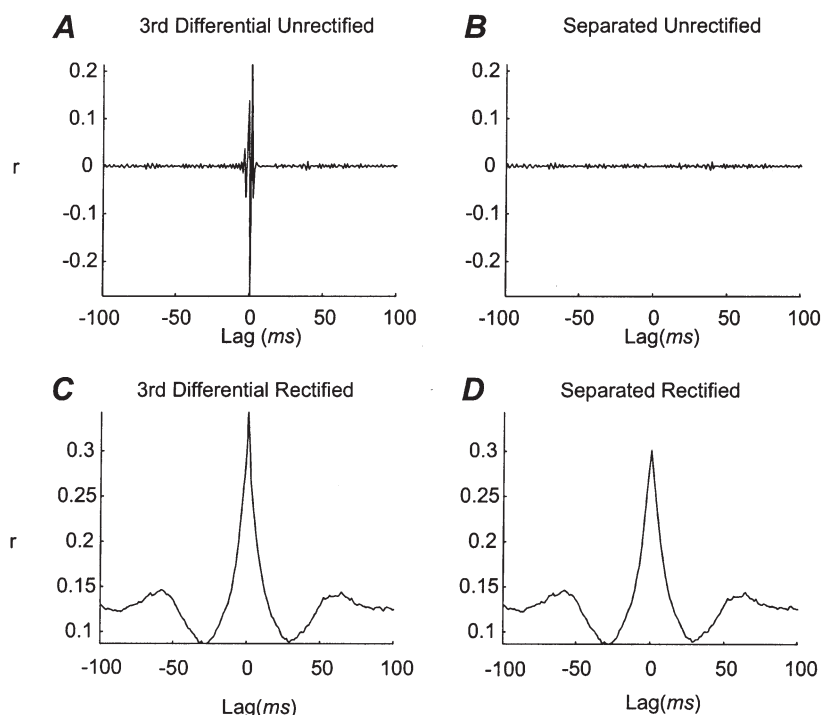 A 3rd Differential Unrectified
0.2
0.1
0
-0.1
-0.2
r
-100 -50 0 50 100
Lag (ms)
B Separated Unrectified
0.2
0.1
0
-0.1
-0.2
-100 -50 0 50 100
Lag(ms)
C 3rd Differential Rectified
0.3
0.25
0.2
0.15
0.1
r
-100 -50 0 50 100
Lag(ms)
D Separated Rectified
0.3
0.25
0.2
0.15
0.1
-100 -50 0 50 100
Lag(ms)